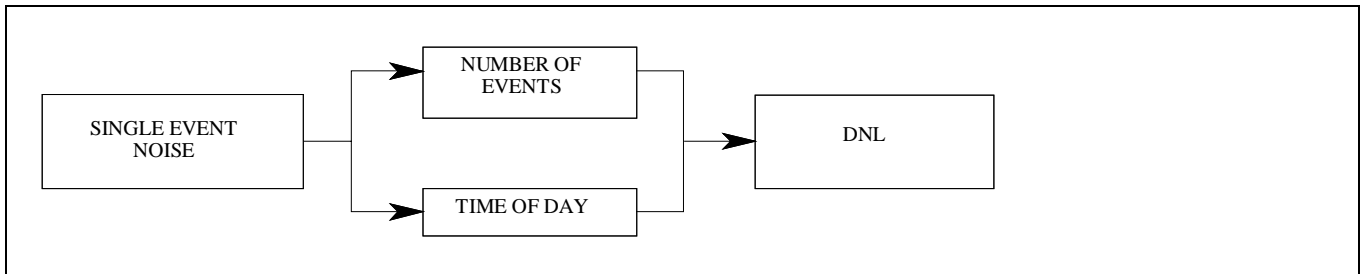 SINGLE EVENT
NOISE
NUMBER OF
EVENTS
TIME OF DAY
DNL